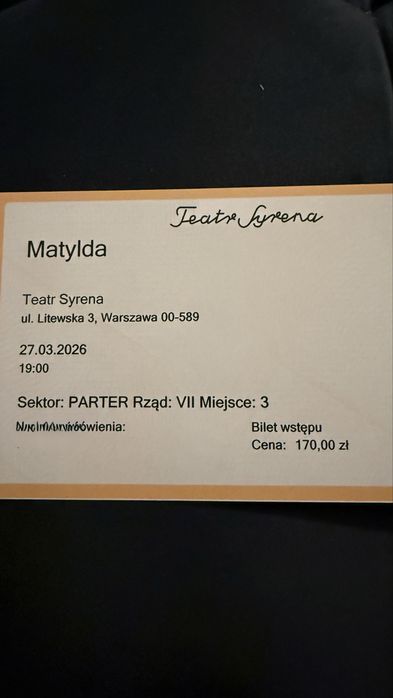 Teatr Syrena
Matylda
Teatr Syrena
ul. Litewska 3, Warszawa 00-589
27.03.2026
19:00
Sektor: PARTER Rząd: VII Miejsce: 3
Bilet wstępu
Cena: 170,00 zł